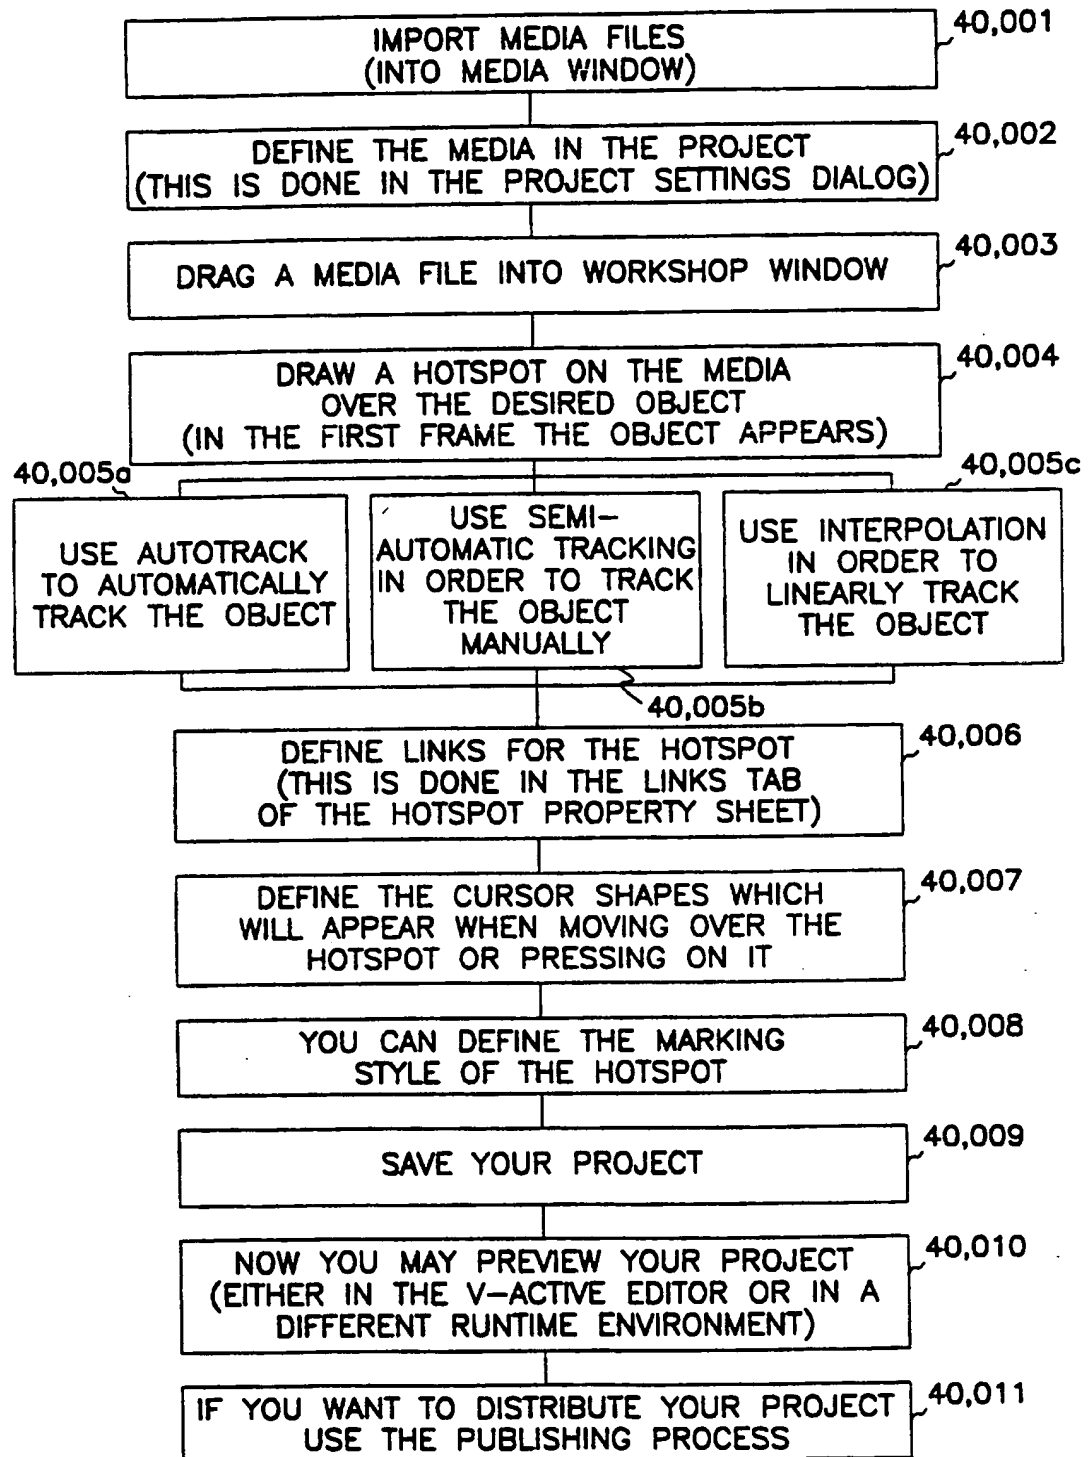 IMPORT MEDIA FILES
(INTO MEDIA WINDOW)
40,001
DEFINE THE MEDIA IN THE PROJECT
(THIS IS DONE IN THE PROJECT SETTINGS DIALOG)
40,002
DRAG A MEDIA FILE INTO WORKSHOP WINDOW
40,003
DRAW A HOTSPOT ON THE MEDIA
OVER THE DESIRED OBJECT
(IN THE FIRST FRAME THE OBJECT APPEARS)
40,004
40,005a
USE AUTOTRACK
TO AUTOMATICALLY
TRACK THE OBJECT
USE SEMI-
AUTOMATIC TRACKING
IN ORDER TO TRACK
THE OBJECT
MANUALLY
40,005b
40,005c
USE INTERPOLATION
IN ORDER TO
LINEARLY TRACK
THE OBJECT
DEFINE LINKS FOR THE HOTSPOT
(THIS IS DONE IN THE LINKS TAB
OF THE HOTSPOT PROPERTY SHEET)
40,006
DEFINE THE CURSOR SHAPES WHICH
WILL APPEAR WHEN MOVING OVER THE
HOTSPOT OR PRESSING ON IT
40,007
YOU CAN DEFINE THE MARKING
STYLE OF THE HOTSPOT
40,008
SAVE YOUR PROJECT
40,009
NOW YOU MAY PREVIEW YOUR PROJECT
(EITHER IN THE V-ACTIVE EDITOR OR IN A
DIFFERENT RUNTIME ENVIRONMENT)
40,010
IF YOU WANT TO DISTRIBUTE YOUR PROJECT
USE THE PUBLISHING PROCESS
40,011